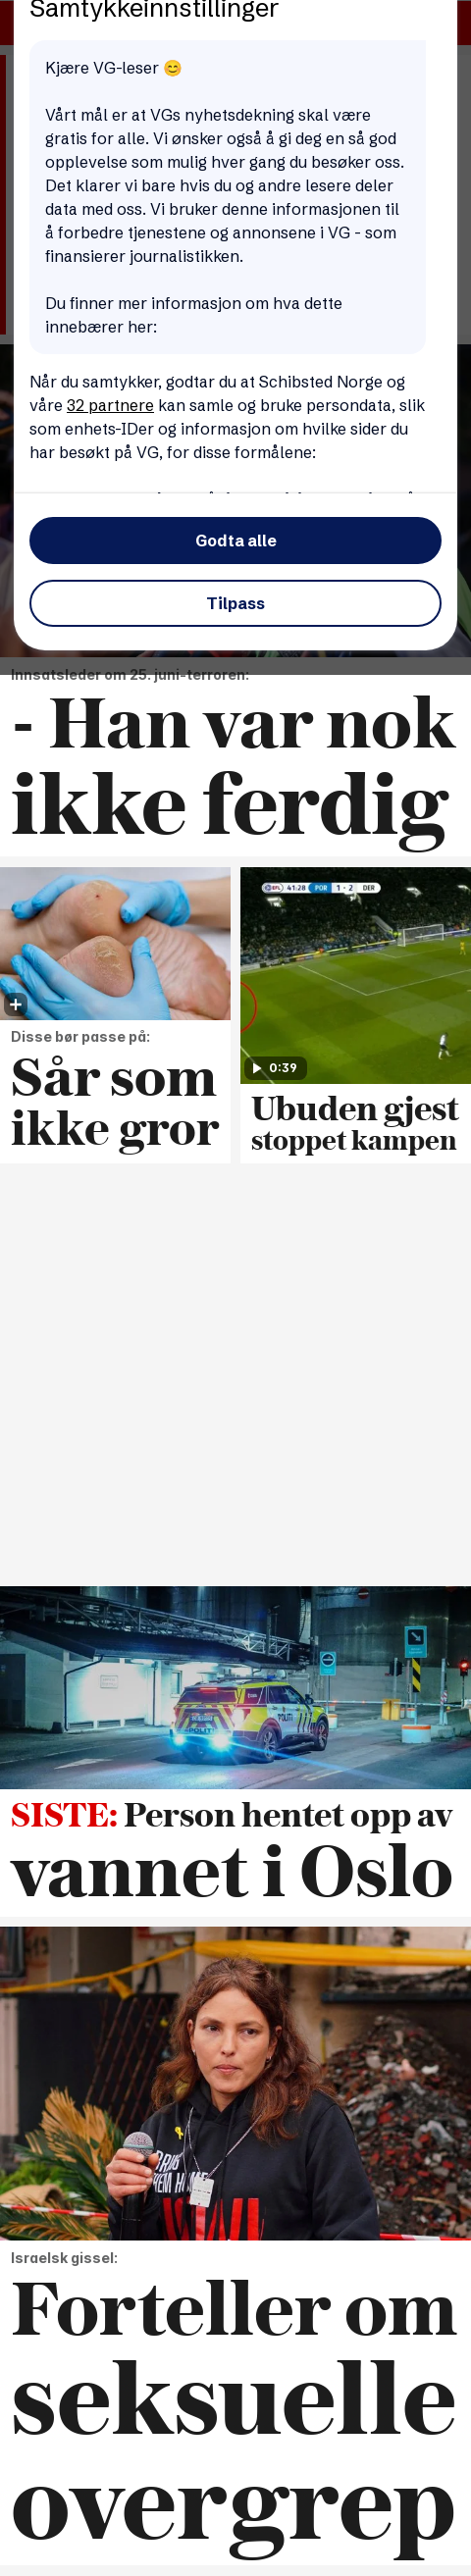 Samtykkeinnstillinger
Kjære VG-leser 😊
Vårt mål er at VGs nyhetsdekning skal være
gratis for alle. Vi ønsker også å gi deg en så god
opplevelse som mulig hver gang du besøker oss.
Det klarer vi bare hvis du og andre lesere deler
data med oss. Vi bruker denne informasjonen til
å forbedre tjenestene og annonsene i VG - som
finansierer journalistikken.
Du finner mer informasjon om hva dette
innebærer her:
Når du samtykker, godtar du at Schibsted Norge og
våre 32 partnere kan samle og bruke persondata, slik
som enhets-IDer og informasjon om hvilke sider du
har besøkt på VG, for disse formålene:
Godta alle
Tilpass
Innsatsleder om 25. juni-terroren:
- Han var nok
ikke ferdig
Disse bør passe på:
Sår som
ikke gror
EFL 41:28 POR 1 - 2 DER
0:39
Ubuden gjest
stoppet kampen
POLITI
SISTE: Person hentet opp av
vannet i Oslo
Israelsk gissel:
Forteller om
seksuelle
overgrep